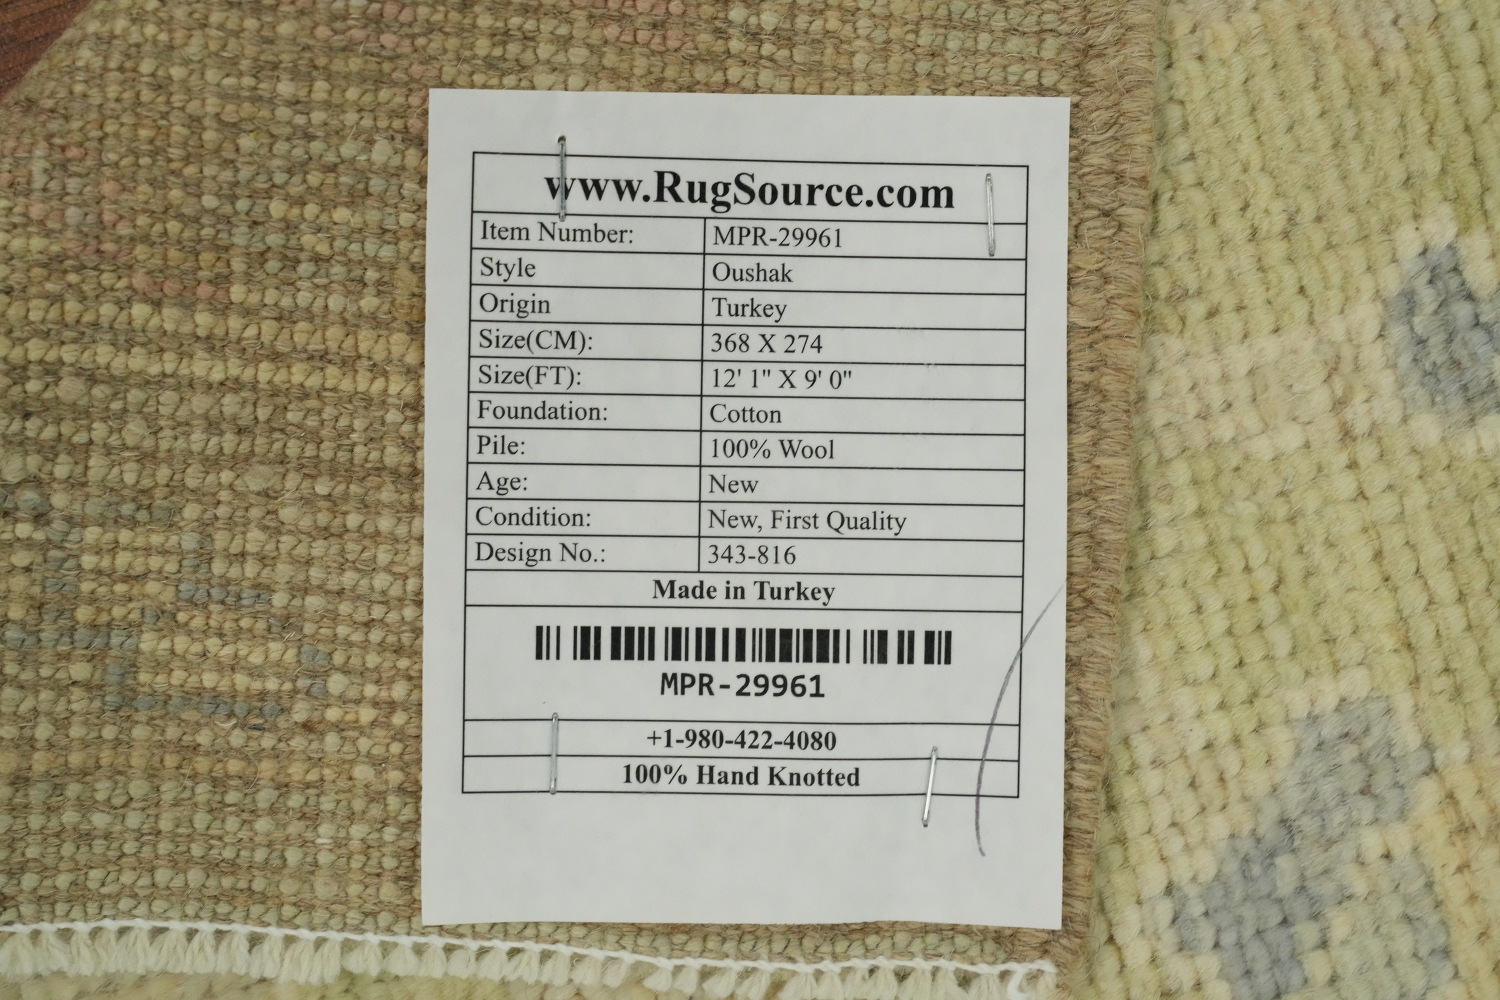 www.RugSource.com
Item Number: MPR-29961
Style Oushak
Origin Turkey
Size(CM): 368 X 274
Size(FT): 12' 1" X 9' 0"
Foundation: Cotton
Pile: 100% Wool
Age: New
Condition: New, First Quality
Design No.: 343-816
Made in Turkey
MPR-29961
+1-980-422-4080
100% Hand Knotted